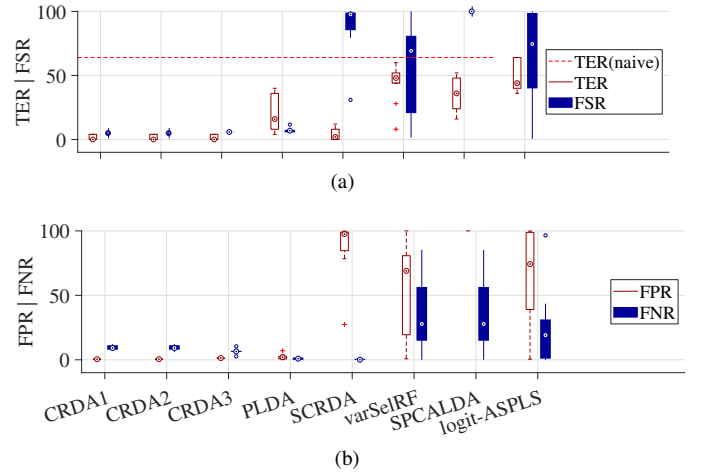 100
50
0
TER | FSR
TER(naive)
TER
FSR
(a)
100
50
0
FPR | FNR
FPR
FNR
CRDA1
CRDA2
CRDA3
PLDA
SCRDA
varSelRF
SPCALDA
logit-ASPLS
(b)